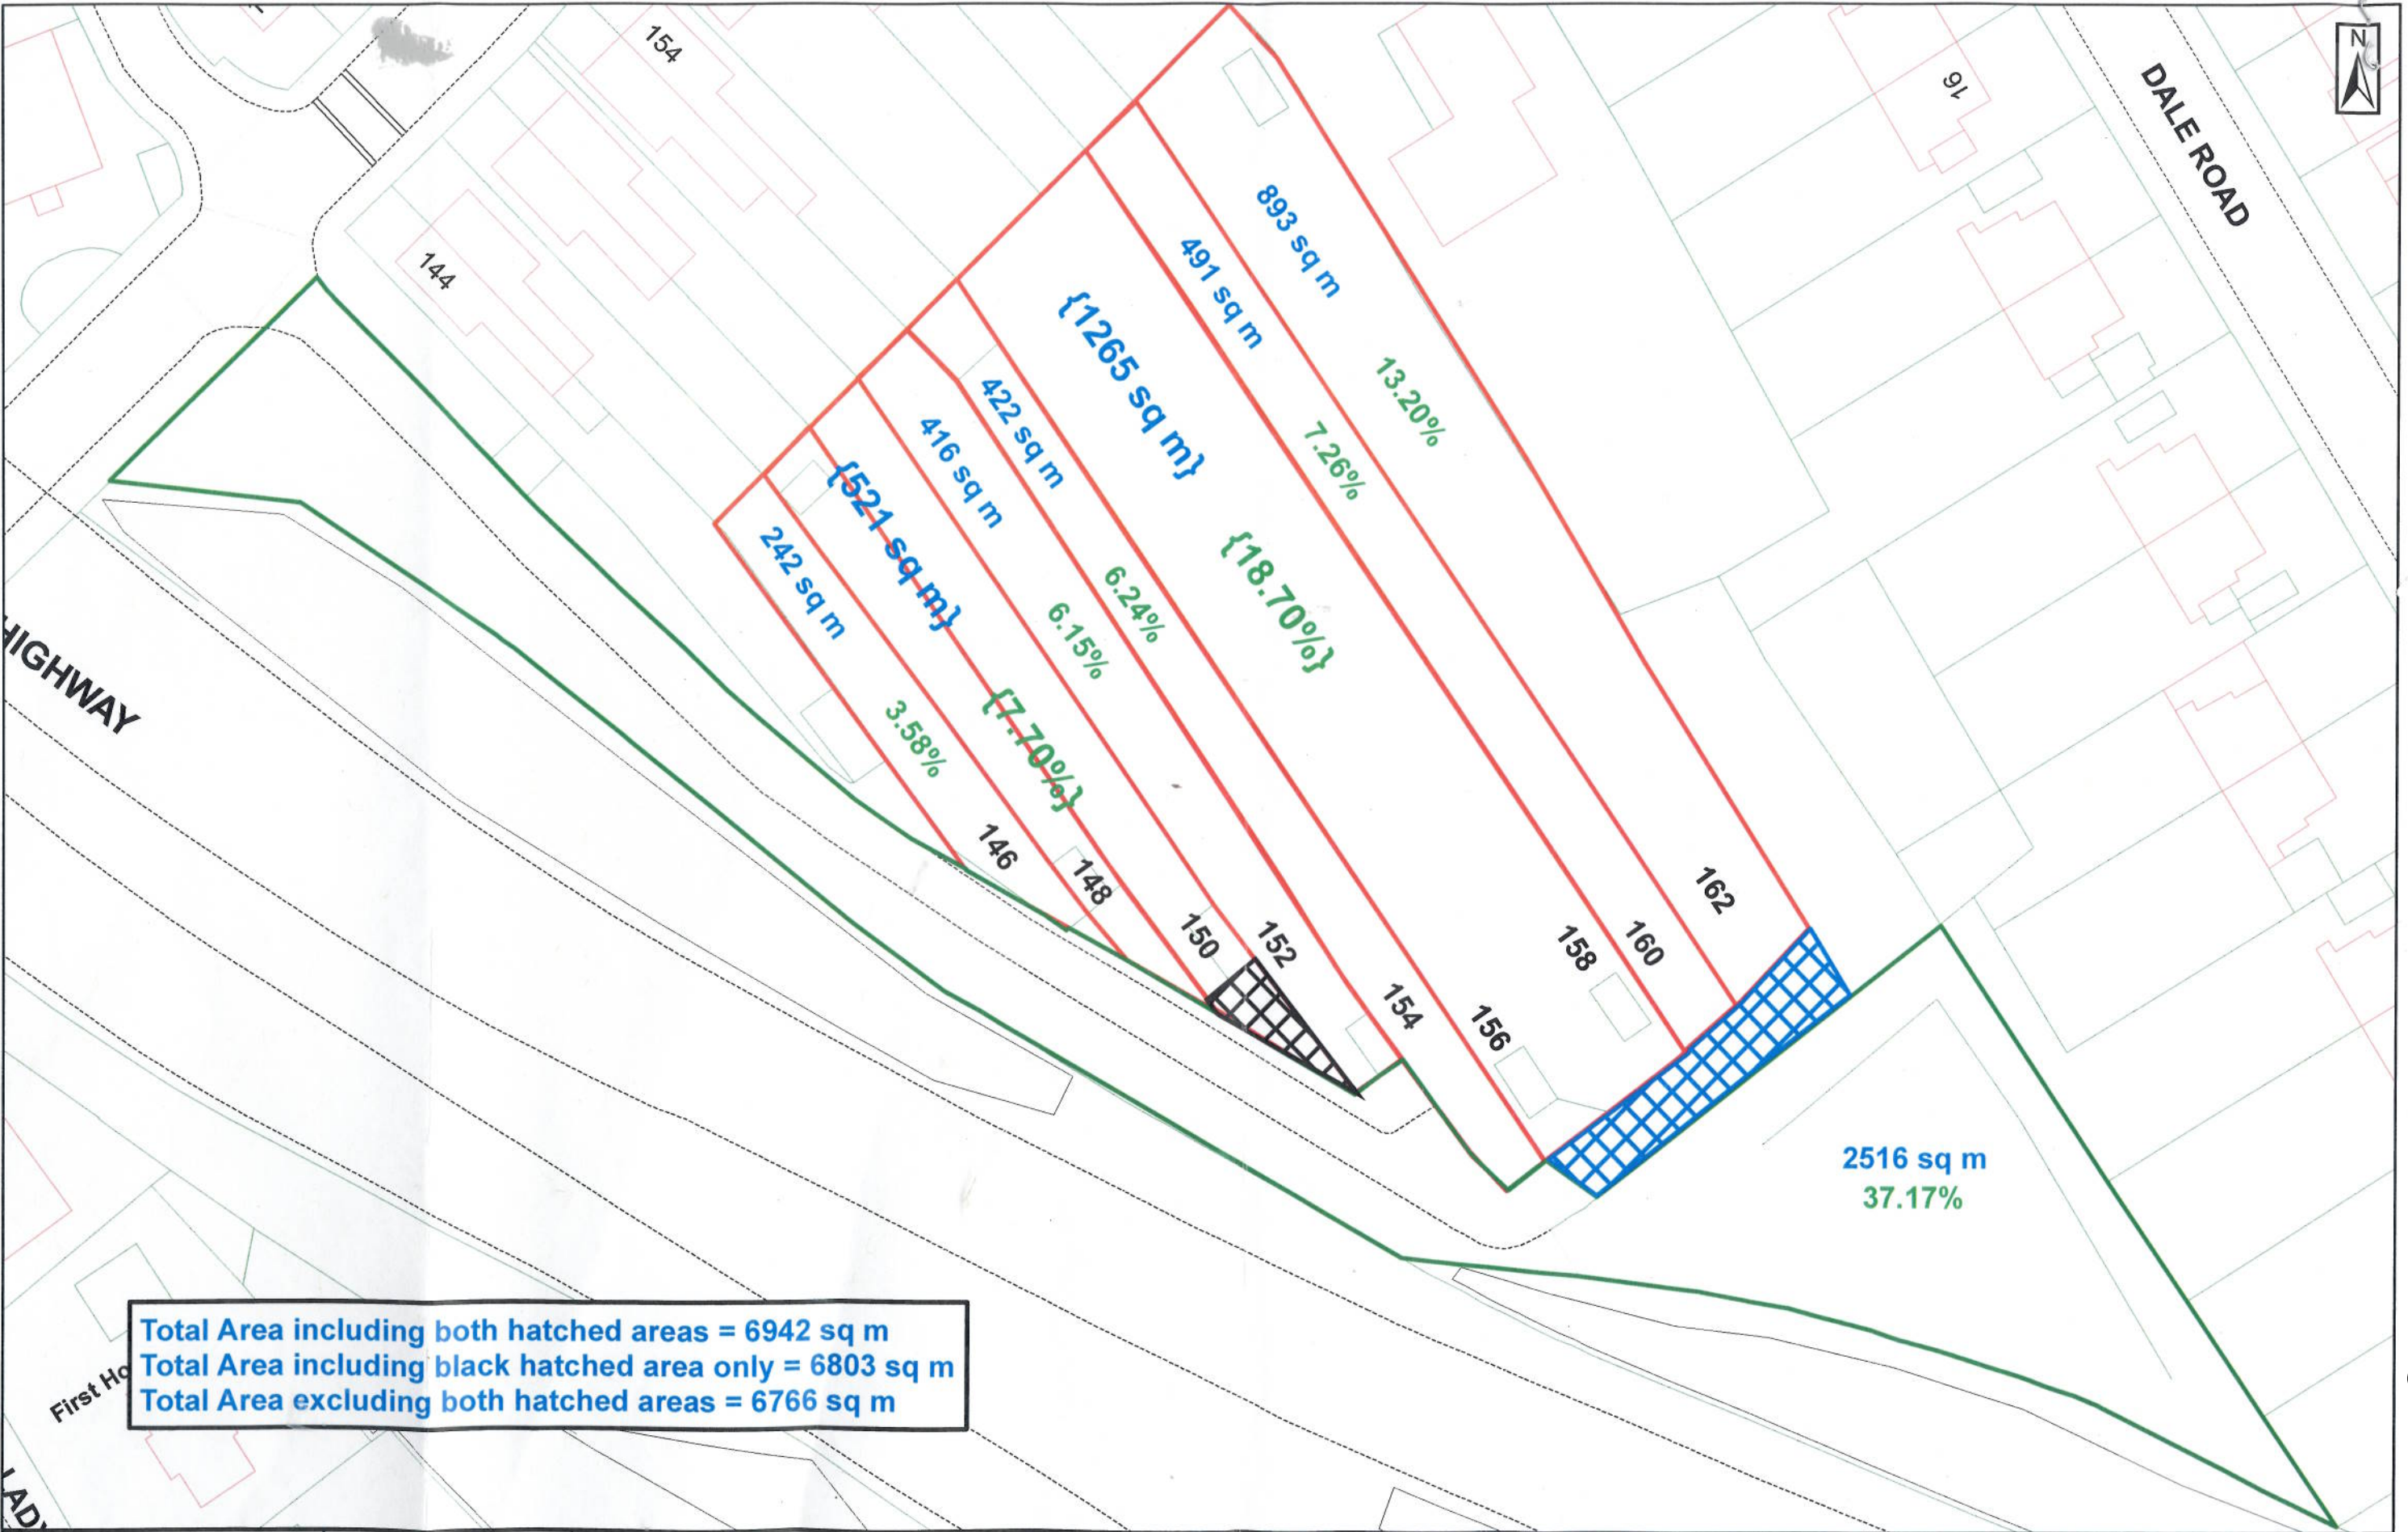 154
N
16
DALE ROAD
144
893 sq m
491 sq m
{1265 sq m}
13.20%
422 sq m
7.26%
416 sq m
{521 sq m}
242 sq m
{18.70%}
6.24%
6.15%
HIGHWAY
{7.70%}
3.58%
146
148
150
152
154
156
158
160
162
2516 sq m
37.17%
Total Area including both hatched areas = 6942 sq m
Total Area including black hatched area only = 6803 sq m
Total Area excluding both hatched areas = 6766 sq m
First Ho
LADY